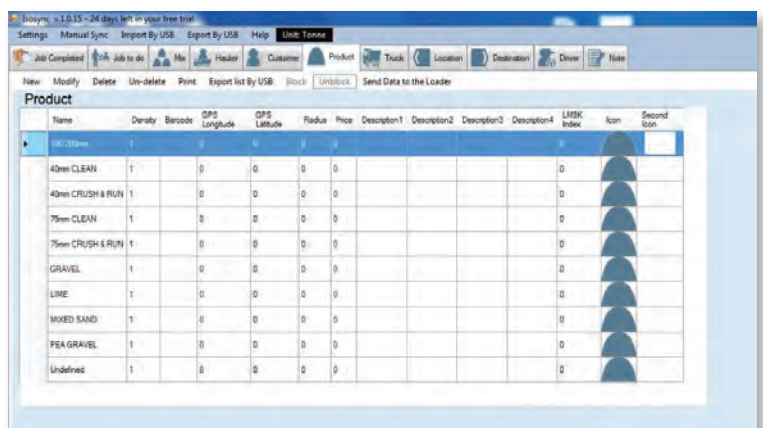 Isosync v.1.0.15 - 24 days left in your free trial
Settings Manual Sync Import By USB Export By USB Help Unit: Tonne
Job Completed Job to do Mix Hauler Customer Product Truck Location Destination Driver Note
New Modify Delete Un-delete Print Export list By USB Block Unblock Send Data to the Loader
Product
Name Density Barcode GPS Longitude GPS Latitude Radius Price Description1 Description2 Description3 Description4 LMSK Index Icon Second Icon
100-200mm 1 0 0 0 0 0
40mm CLEAN 1 0 0 0 0 0
40mm CRUSH & RUN 1 0 0 0 0 0
75mm CLEAN 1 0 0 0 0 0
75mm CRUSH & RUN 1 0 0 0 0 0
GRAVEL 1 0 0 0 0 0
LIME 1 0 0 0 0 0
MIXED SAND 1 0 0 0 0 0
PEA GRAVEL 1 0 0 0 0 0
Undefined 1 0 0 0 0 0